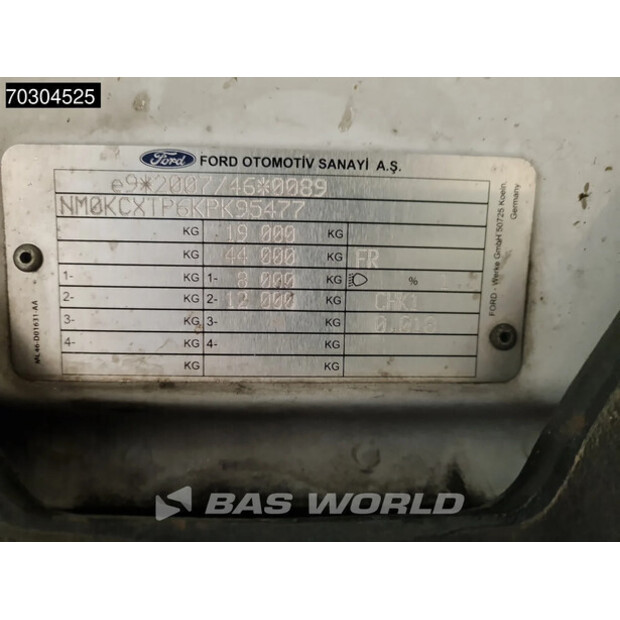 70304525
Ford FORD OTOMOTİV SANAYİ A.Ş.
e9*2007/46*0089
NM0KCXTP6KPK95477
KG 19 000 KG
KG 44 000 KG FR
1- KG 1- 8 000 KG %
2- KG 2- 12 000 KG CHK1
3- KG 3- KG
4- KG 4- KG
FORD - Werke GmbH 50725 Koeln, Germany
BAS WORLD